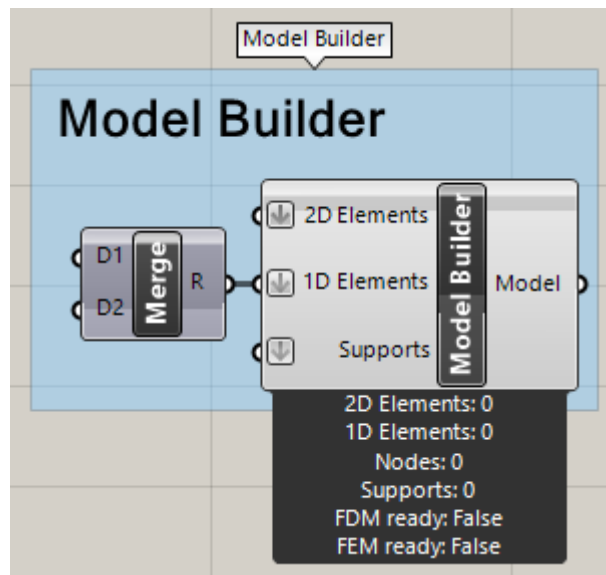 Model Builder
Model Builder
D1
D2
Merge
R
2D Elements
1D Elements
Supports
Model Builder
Model
2D Elements: 0
1D Elements: 0
Nodes: 0
Supports: 0
FDM ready: False
FEM ready: False